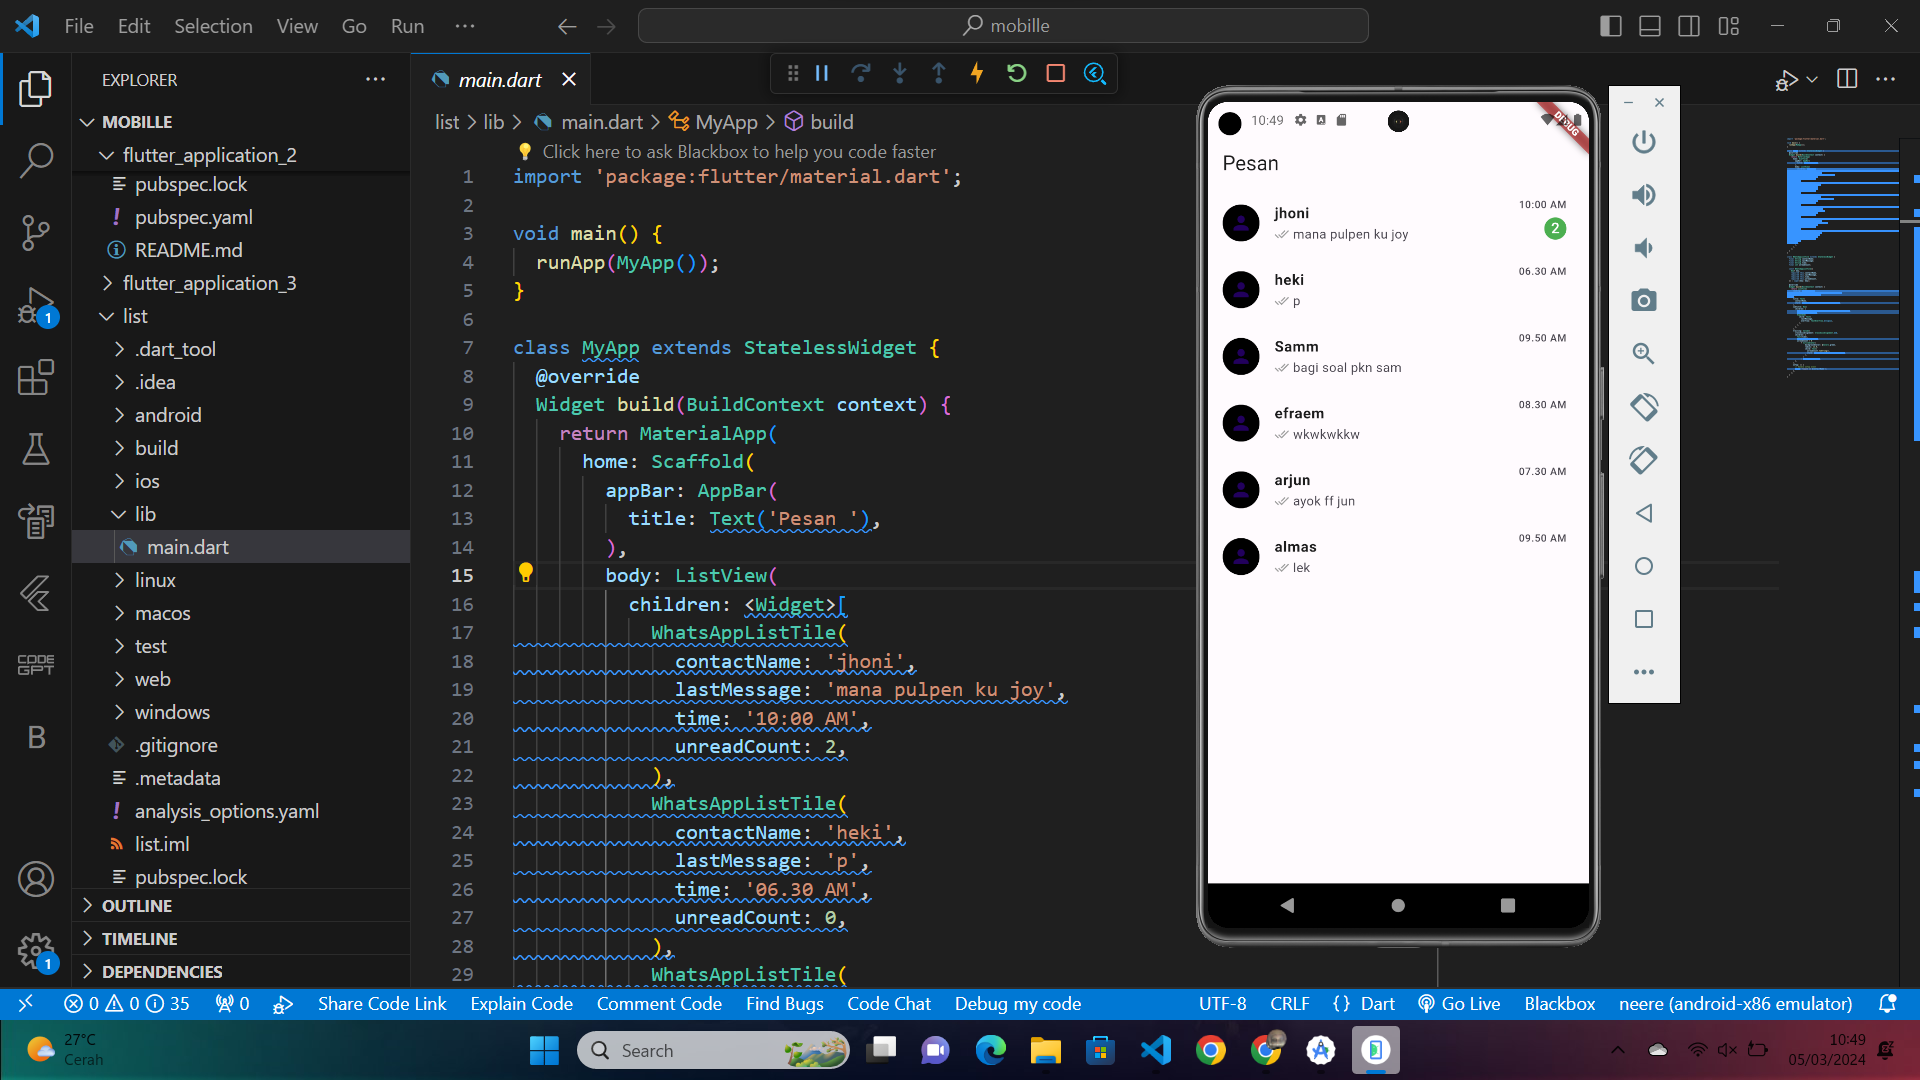 File Edit Selection View Go Run ···
mobille
EXPLORER
MOBILLE
flutter_application_2
pubspec.lock
pubspec.yaml
README.md
flutter_application_3
list
.dart_tool
.idea
android
build
ios
lib
main.dart
linux
macos
test
web
windows
.gitignore
.metadata
analysis_options.yaml
list.iml
pubspec.lock
OUTLINE
TIMELINE
DEPENDENCIES
1
1
CODE
GPT
B
main.dart
list > lib > main.dart > MyApp > build
Click here to ask Blackbox to help you code faster
1 import 'package:flutter/material.dart';
2
3 void main() {
4 runApp(MyApp());
5 }
6
7 class MyApp extends StatelessWidget {
8 @override
9 Widget build(BuildContext context) {
10 return MaterialApp(
11 home: Scaffold(
12 appBar: AppBar(
13 title: Text('Pesan '),
14 ),
15 body: ListView(
16 children: <Widget>[
17 WhatsAppListTile(
18 contactName: 'jhoni',
19 lastMessage: 'mana pulpen ku joy',
20 time: '10:00 AM',
21 unreadCount: 2,
22 ),
23 WhatsAppListTile(
24 contactName: 'heki',
25 lastMessage: 'p',
26 time: '06.30 AM',
27 unreadCount: 0,
28 ),
29 WhatsAppListTile(
10:49
DEBUG
Pesan
jhoni 10:00 AM
mana pulpen ku joy 2
heki 06.30 AM
p
Samm 09.50 AM
bagi soal pkn sam
efraem 08.30 AM
wkwkwkkw
arjun 07.30 AM
ayok ff jun
almas 09.50 AM
lek
0 0 35 0 Share Code Link Explain Code Comment Code Find Bugs Code Chat Debug my code UTF-8 CRLF {} Dart Go Live Blackbox neere (android-x86 emulator)
27°C
Cerah
Search
10:49
05/03/2024